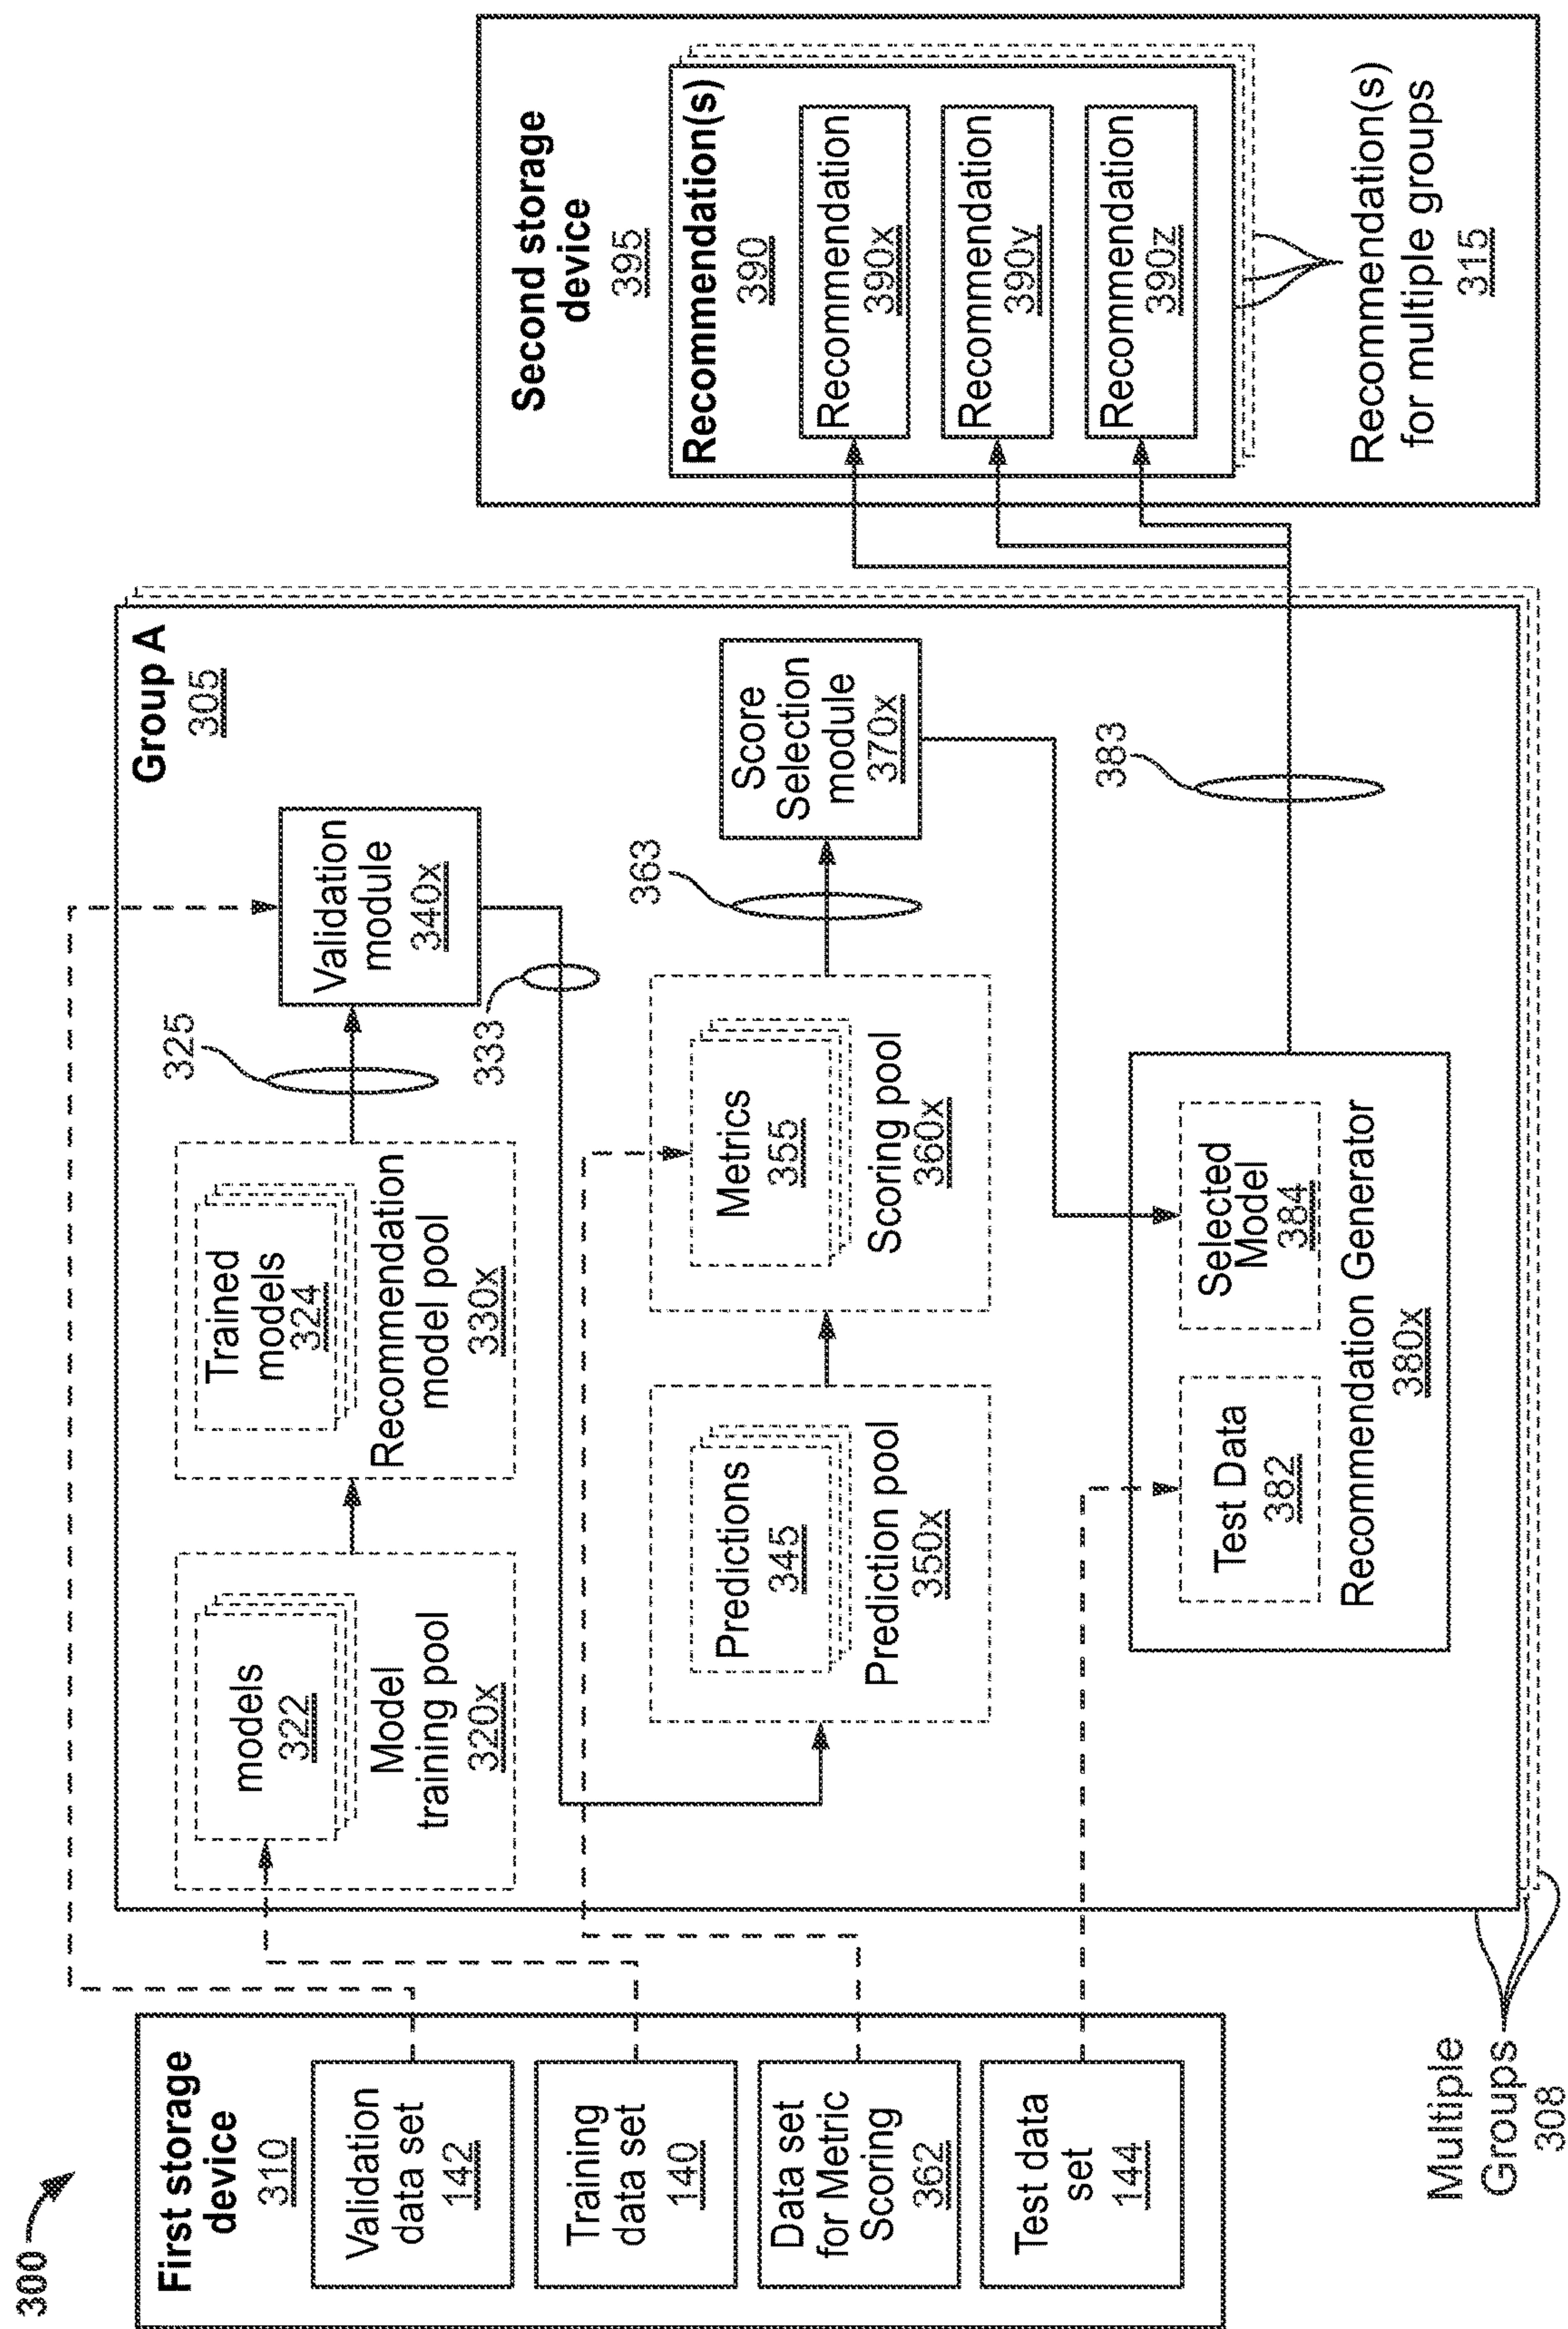 300
First storage
device
310
Validation
data set
142
Training
data set
140
Data set
for Metric
Scoring
362
Test data
set
144
Multiple
Groups
308
Group A
305
models
322
Model
training pool
320x
Trained
models
324
Recommendation
model pool
330x
325
Validation
module
340x
333
Predictions
345
Prediction pool
350x
Metrics
355
Scoring pool
360x
363
Score
Selection
module
370x
Test Data
382
Selected
Model
384
Recommendation Generator
380x
383
Second storage
device
395
Recommendation(s)
390
Recommendation
390x
Recommendation
390y
Recommendation
390z
Recommendation(s)
for multiple groups
315